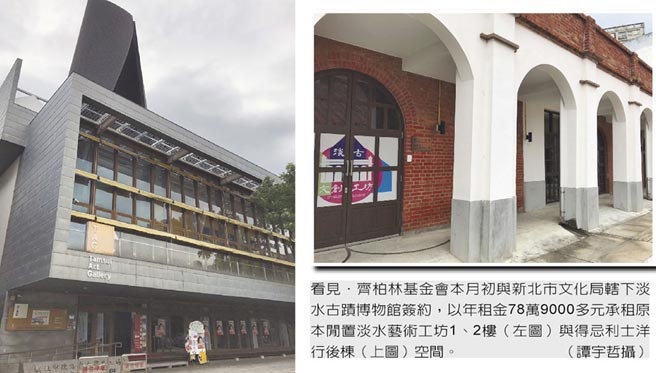 Tamsui
Art
Gallery
淡古
文創工坊
看見．齊柏林基金會本月初與新北市文化局轄下淡
水古蹟博物館簽約，以年租金78萬9000多元承租原
本閒置淡水藝術工坊1、2樓（左圖）與得忌利士洋
行後棟（上圖）空間。（譚宇哲攝）